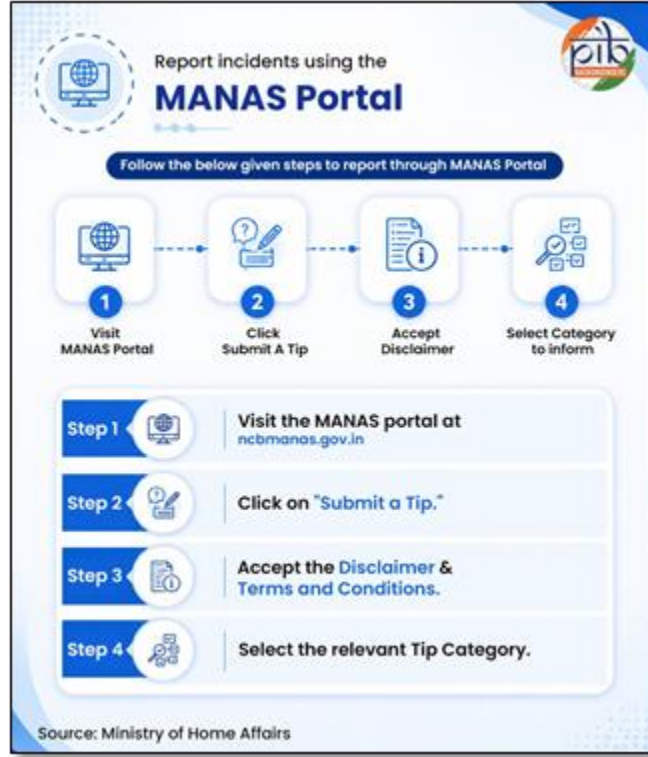 Report incidents using the
MANAS Portal
pib
Follow the below given steps to report through MANAS Portal
1
Visit
MANAS Portal
2
Click
Submit A Tip
3
Accept
Disclaimer
4
Select Category
to inform
Step 1
Visit the MANAS portal at
ncbmanas.gov.in
Step 2
Click on "Submit a Tip."
Step 3
Accept the Disclaimer &
Terms and Conditions.
Step 4
Select the relevant Tip Category.
Source: Ministry of Home Affairs